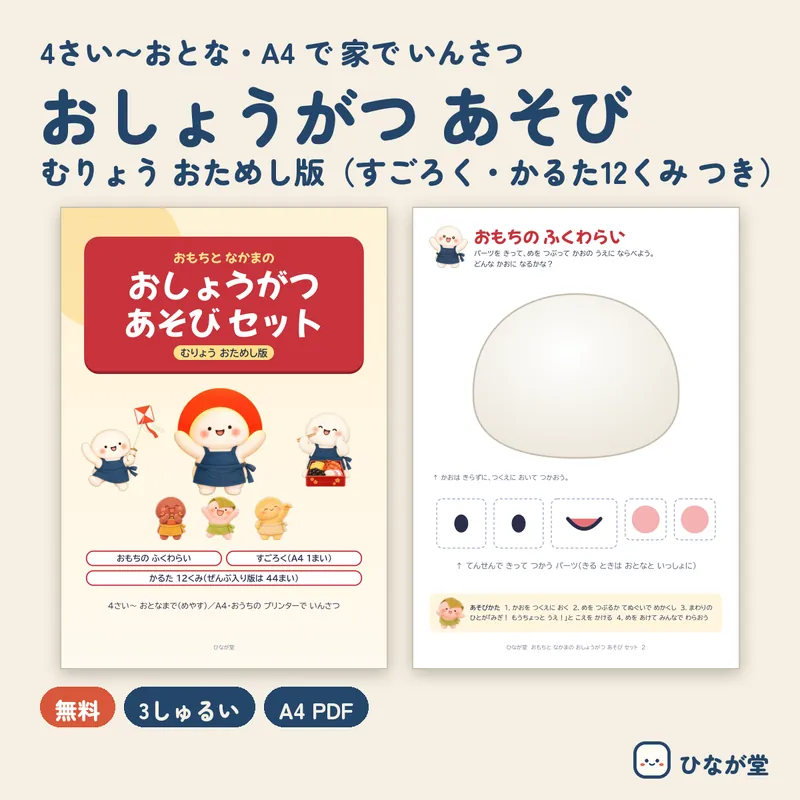 4さい〜おとな・A4 で 家で いんさつ
おしょうがつ あそび
むりょう おためし版（すごろく・かるた12くみ つき）
おもちと なかまの
おしょうがつ
あそび セット
むりょう おためし版
おもちの ふくわらい
すごろく(A4 1まい)
かるた 12くみ(ぜんぶ入り版は 44まい)
4さい〜 おとなまで(めやす)／A4・おうちの プリンターで いんさつ
ひなが堂
おもちの ふくわらい
パーツを きって、めを つぶって かおの うえに ならべよう。
どんな かおに なるかな？
↑ かおは きらずに、つくえに おいて つかおう。
↑ てんせんで きって つかう パーツ(きる ときは おとなと いっしょに)
あそびかた 1. かおを つくえに おく 2. めを つぶるか てぬぐいで めかくし 3. まわりの
ひとが「みぎ！ もうちょっと うえ！」と こえを かける 4. めを あけて みんなで わらおう
ひなが堂 おもちと なかまの おしょうがつ あそび セット 2
無料
3しゅるい
A4 PDF
ひなが堂